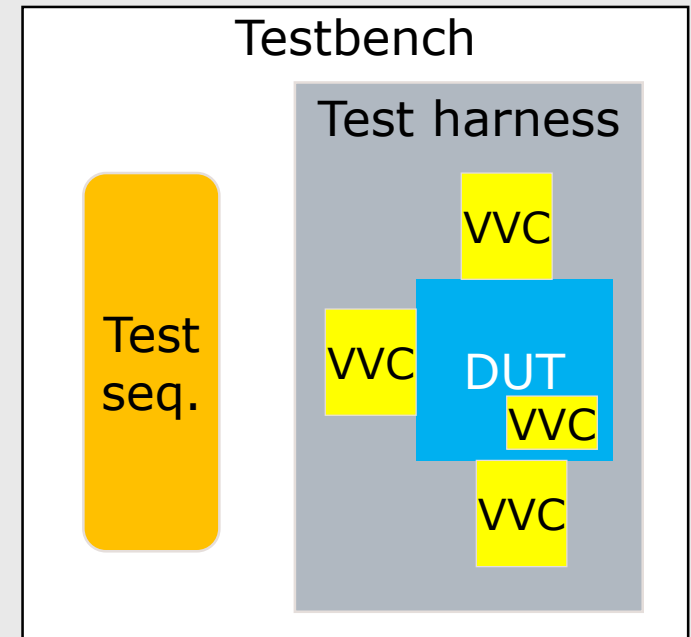 Testbench
Test harness
VVC
Test
seq.
VVC
DUT
VVC
VVC